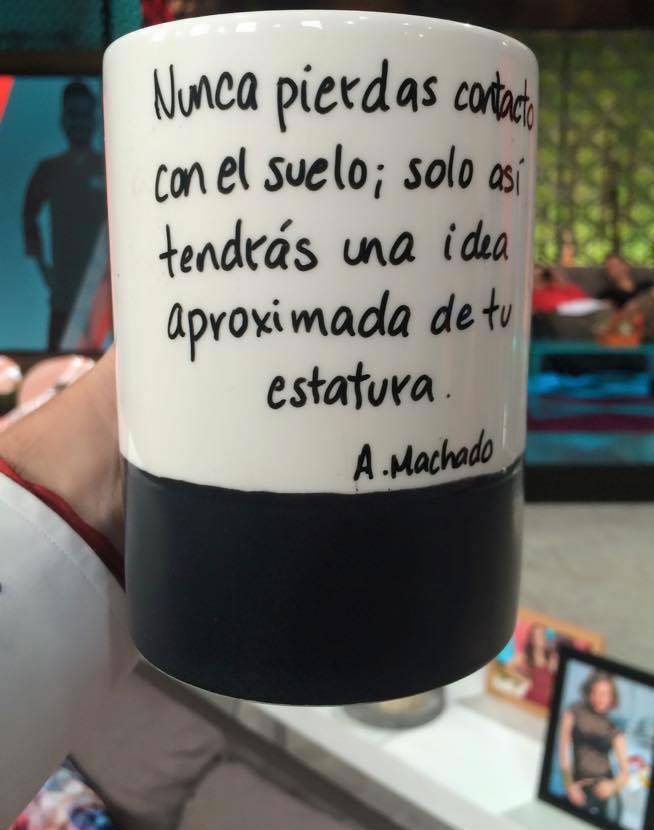 Nunca pierdas contacto
con el suelo; solo así
tendrás una idea
aproximada de tu
estatura.
A. Machado